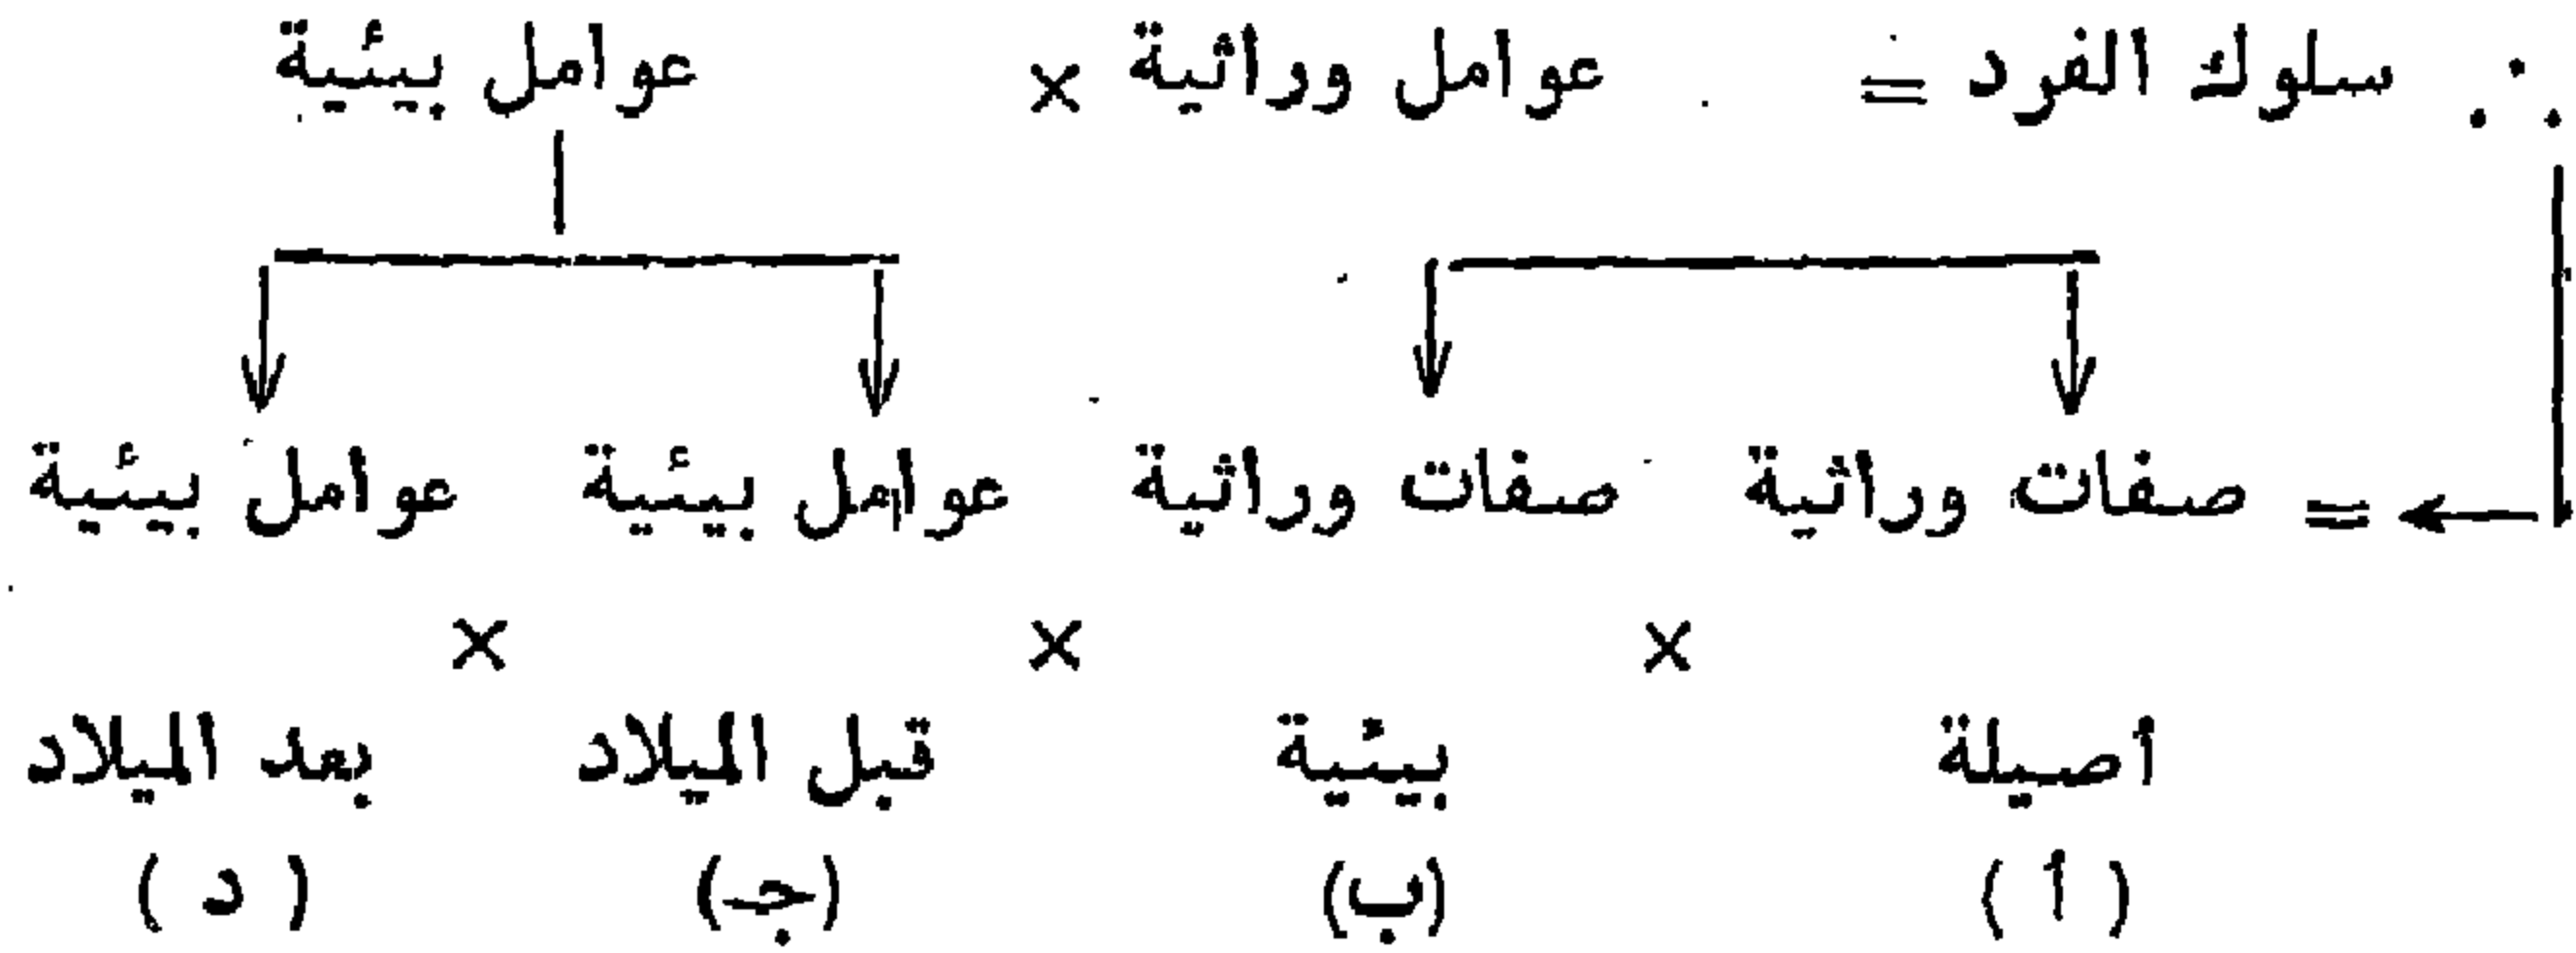 ∴ سلوك الفرد = عوامل وراثية × عوامل بيئية
= صفات وراثية صفات وراثية عوامل بيئية عوامل بيئية
× × ×
أصيلة بيئية قبل الميلاد بعد الميلاد
( أ ) (ب) (جـ) ( د )